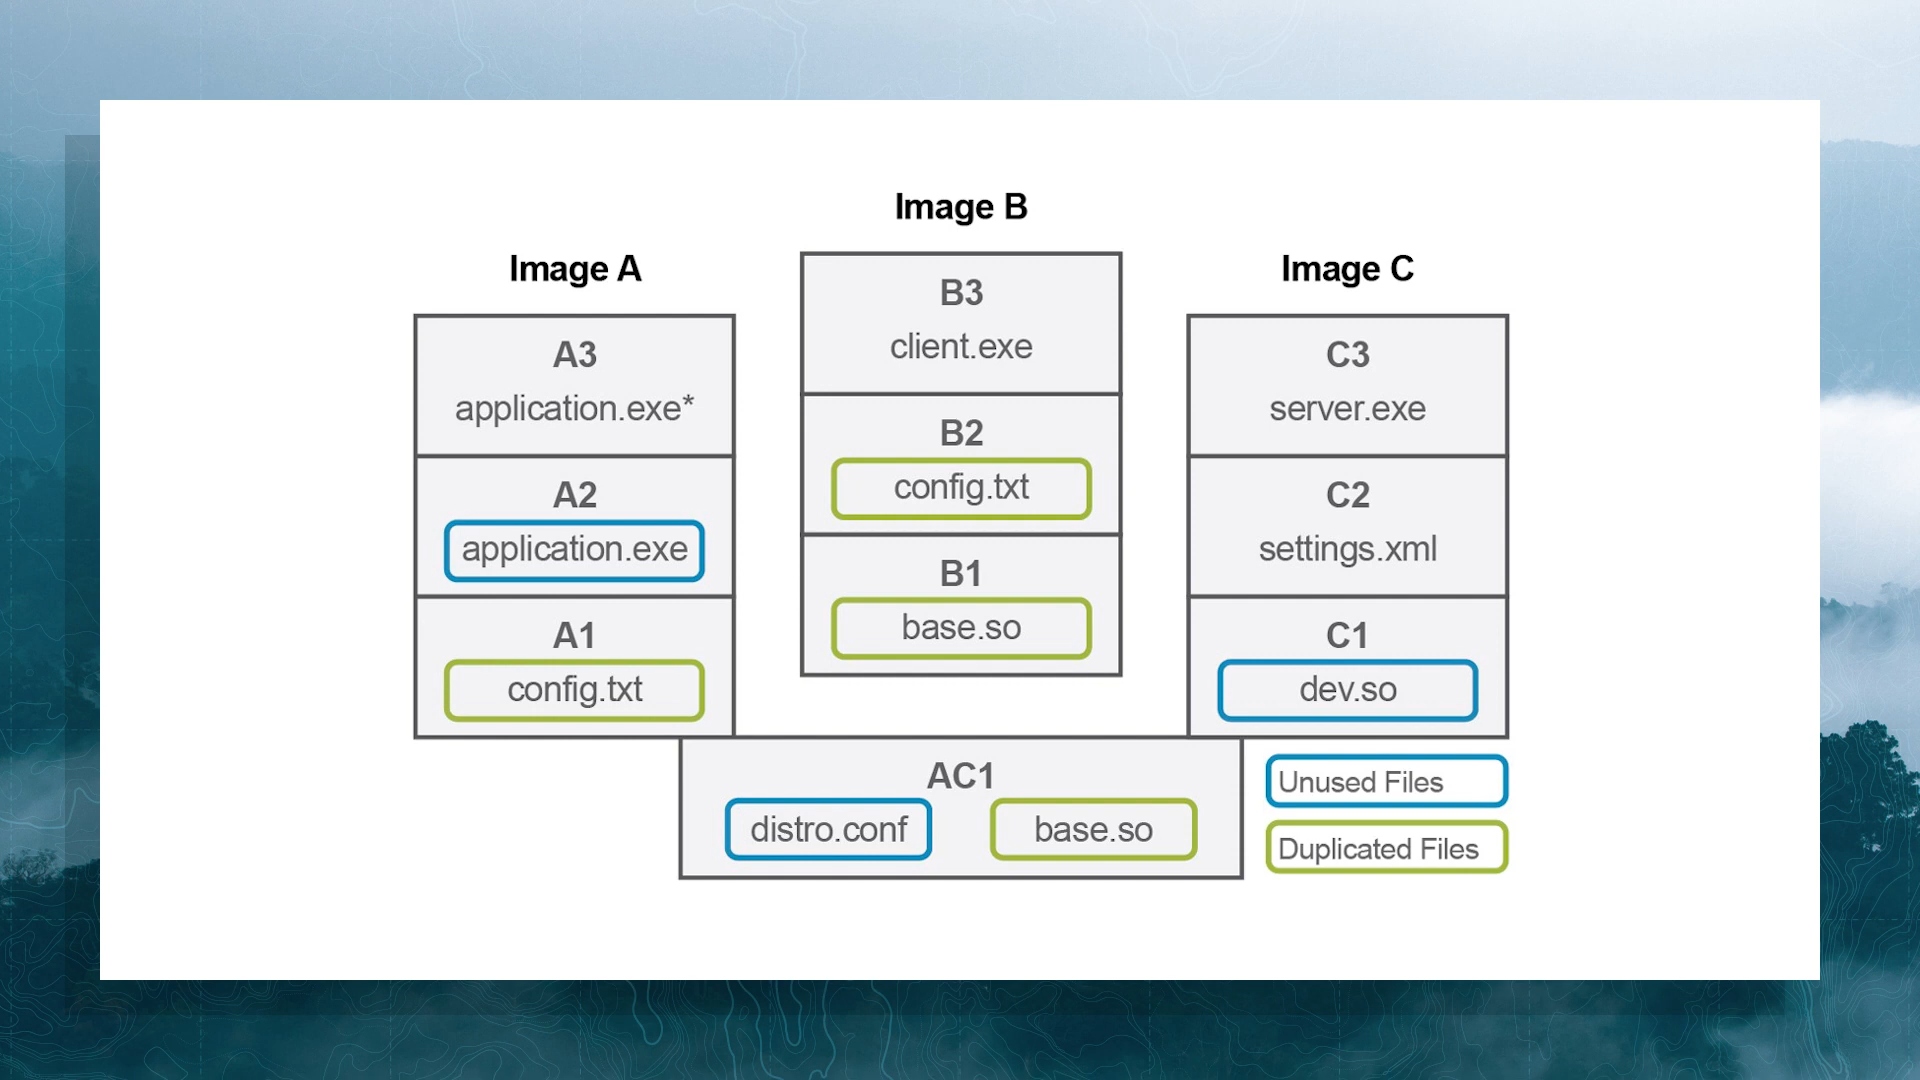 Image A
A3
application.exe*
A2
application.exe
A1
config.txt
Image B
B3
client.exe
B2
config.txt
B1
base.so
Image C
C3
server.exe
C2
settings.xml
C1
dev.so
AC1
distro.conf
base.so
Unused Files
Duplicated Files